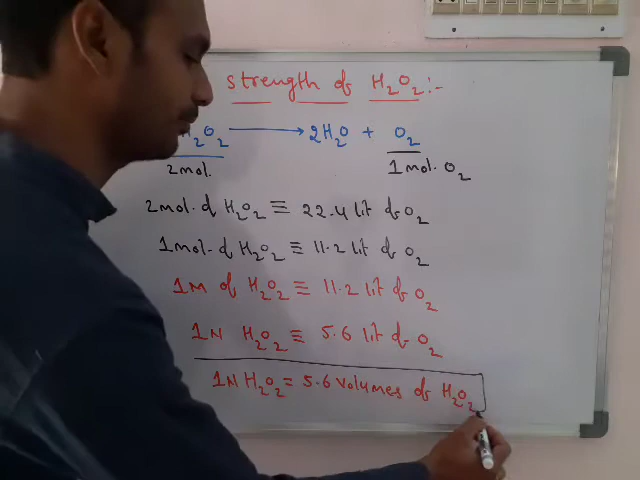 strength of H₂O₂:-
H₂O₂ ⟶ 2H₂O + O₂
2mol. 1mol. O₂
2mol. of H₂O₂ ≡ 22.4 lit of O₂
1mol. of H₂O₂ ≡ 11.2 lit of O₂
1M of H₂O₂ ≡ 11.2 lit of O₂
1N H₂O₂ ≡ 5.6 lit of O₂
1N H₂O₂ = 5.6 volumes of H₂O₂